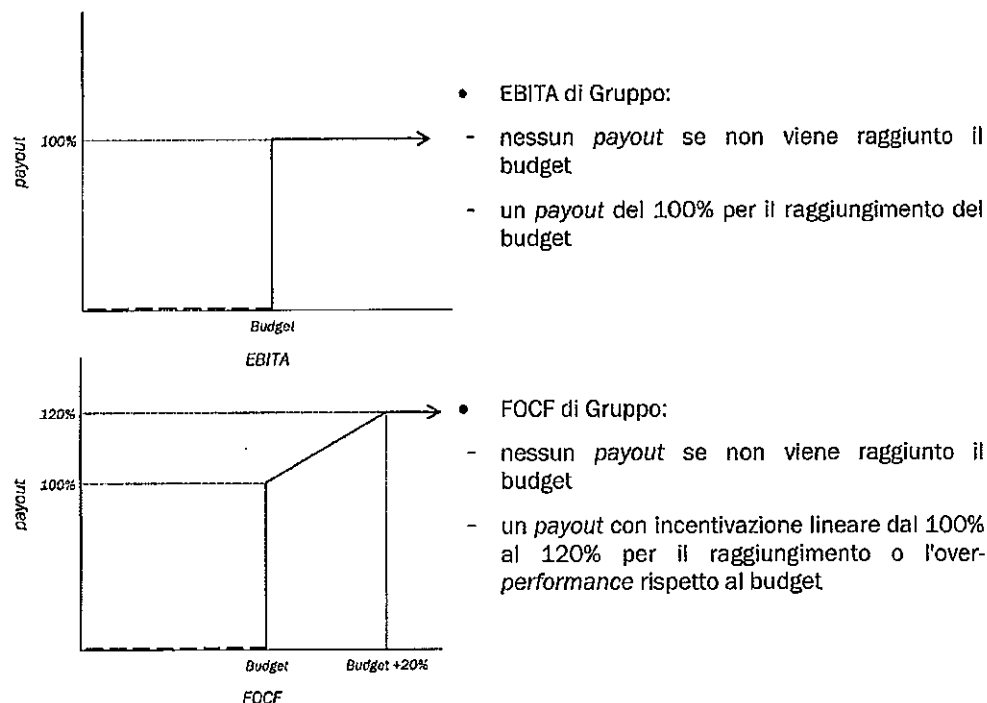 100%
payout
Budget
EBITA
• EBITA di Gruppo:
- nessun payout se non viene raggiunto il
budget
- un payout del 100% per il raggiungimento del
budget
120%
100%
payout
Budget
Budget +20%
FOCF
• FOCF di Gruppo:
- nessun payout se non viene raggiunto il
budget
- un payout con incentivazione lineare dal 100%
al 120% per il raggiungimento o l'over-
performance rispetto al budget